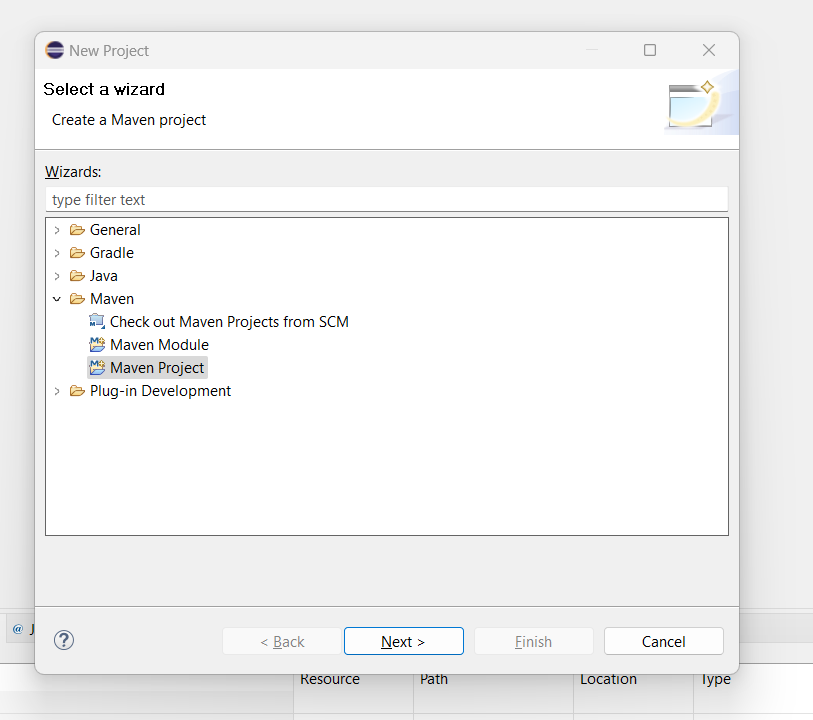 New Project
Select a wizard
Create a Maven project
Wizards:
type filter text
General
Gradle
Java
Maven
Check out Maven Projects from SCM
Maven Module
Maven Project
Plug-in Development
@ J
? < Back Next > Finish Cancel
Resource Path Location Type